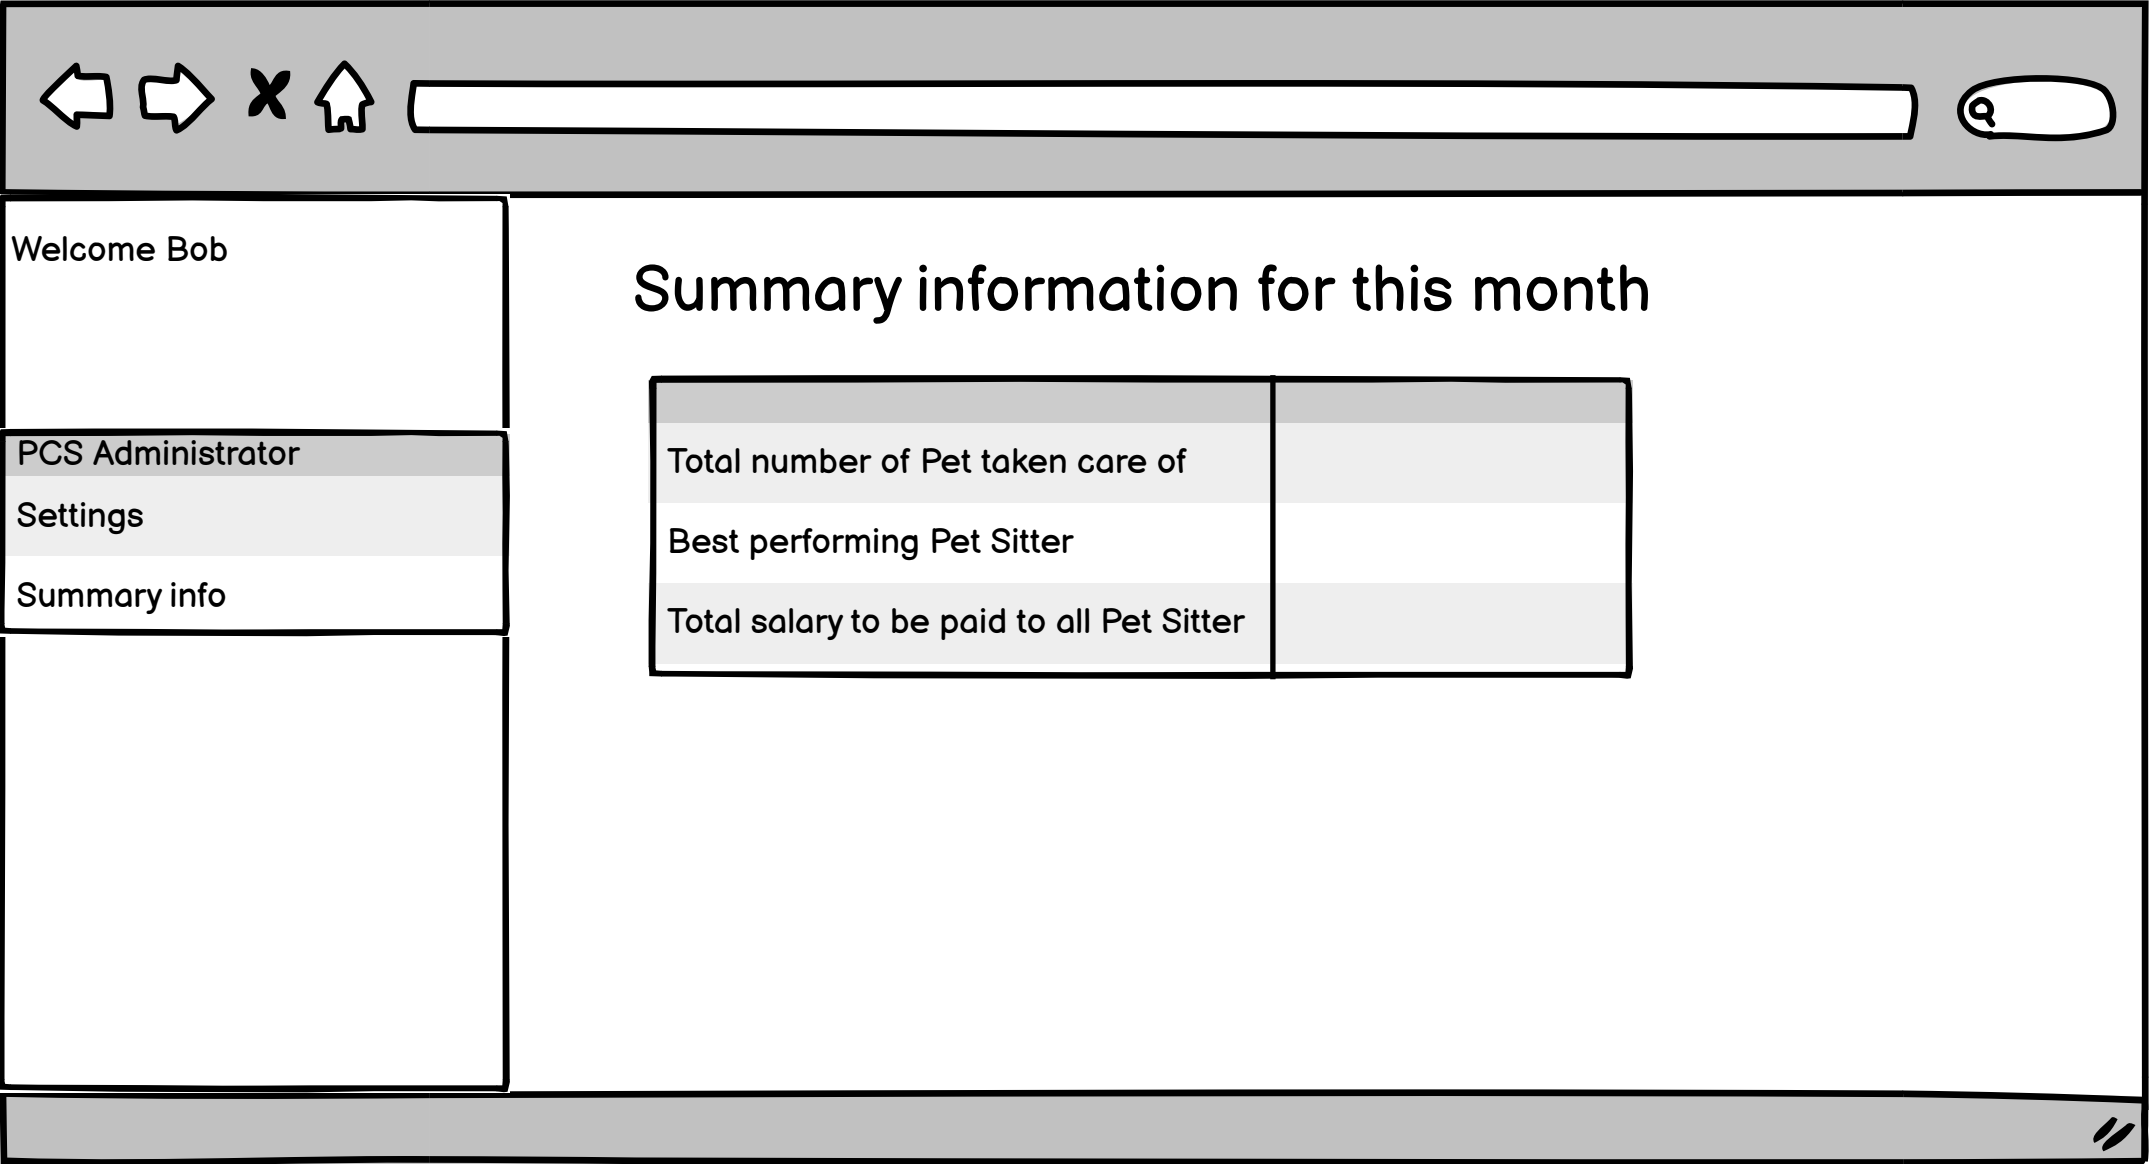 Welcome Bob
PCS Administrator
Settings
Summary info
Summary information for this month
Total number of Pet taken care of
Best performing Pet Sitter
Total salary to be paid to all Pet Sitter